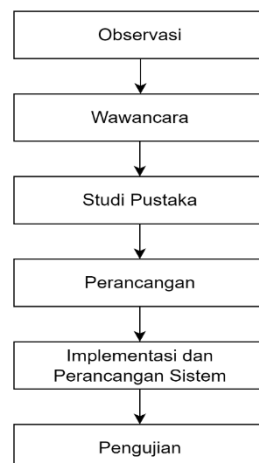 Observasi
Wawancara
Studi Pustaka
Perancangan
Implementasi dan
Perancangan Sistem
Pengujian